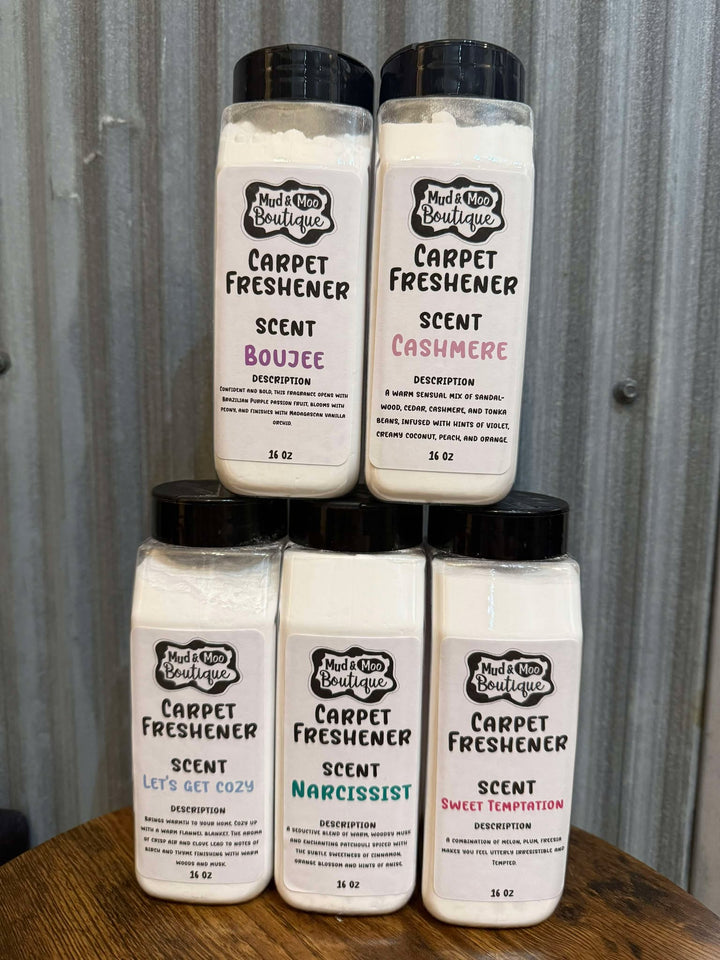 Mud & Moo
Boutique
CARPET
FRESHENER
SCENT
BOUJEE
DESCRIPTION
CONFIDENT AND BOLD, THIS FRAGRANCE OPENS WITH
BRAZILIAN PURPLE PASSION FRUIT, BLOOMS WITH
PEONY, AND FINISHES WITH MADAGASCAN VANILLA
ORCHID.
16 OZ
Mud & Moo
Boutique
CARPET
FRESHENER
SCENT
CASHMERE
DESCRIPTION
A WARM SENSUAL MIX OF SANDAL-
WOOD, CEDAR, CASHMERE, AND TONKA
BEANS, INFUSED WITH HINTS OF VIOLET,
CREAMY COCONUT, PEACH, AND ORANGE.
16 OZ
Mud & Moo
Boutique
CARPET
FRESHENER
SCENT
LET'S GET COZY
DESCRIPTION
BRINGS WARMTH TO YOUR HOME. COZY UP
WITH A WARM FLANNEL BLANKET. THE AROMA
OF CRISP AIR AND CLOVE LEAD TO NOTES OF
BIRCH AND THYME FINISHING WITH WARM
WOODS AND MUSK.
16 OZ
Mud & Moo
Boutique
CARPET
FRESHENER
SCENT
NARCISSIST
DESCRIPTION
A SEDUCTIVE BLEND OF WARM, WOODSY MUSK
AND ENCHANTING PATCHOULI SPICED WITH
THE SUBTLE SWEETNESS OF CINNAMON,
ORANGE BLOSSOM AND HINTS OF ANISE.
16 OZ
Mud & Moo
Boutique
CARPET
FRESHENER
SCENT
SWEET TEMPTATION
DESCRIPTION
A COMBINATION OF MELON, PLUM, FREESIA
MAKES YOU FEEL UTTERLY IRRESISTIBLE AND
TEMPTED.
16 OZ